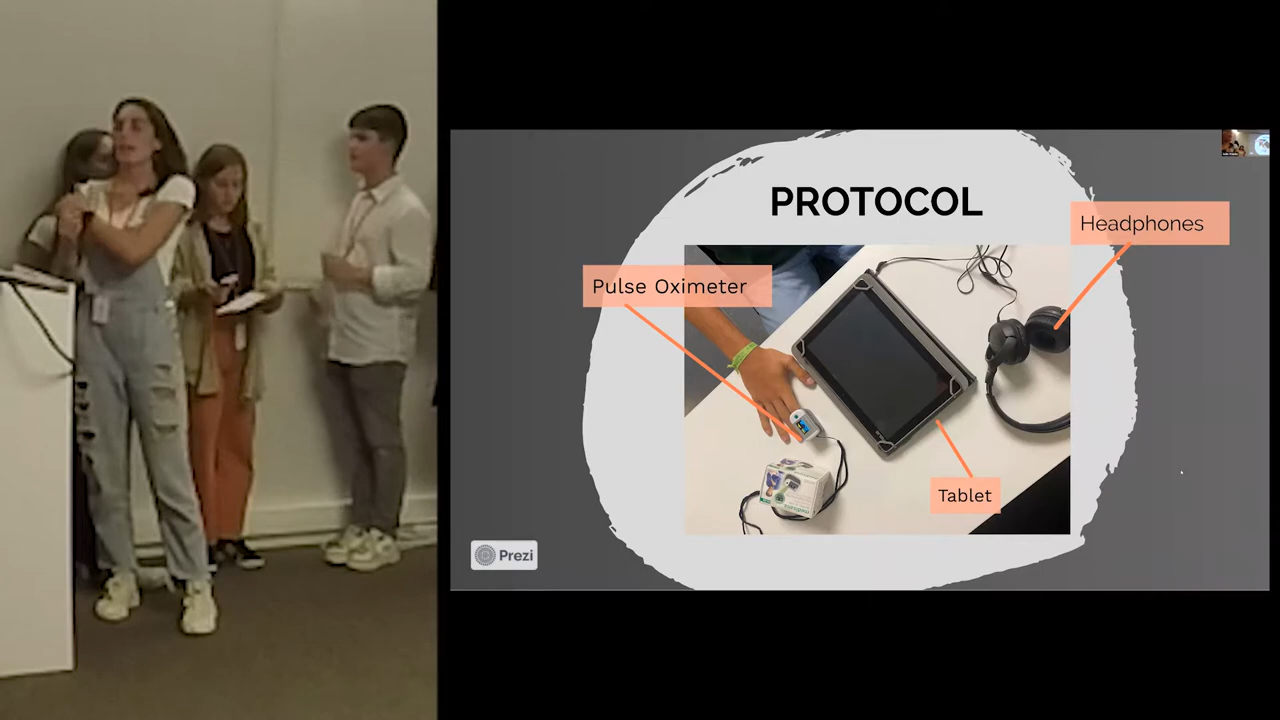 PROTOCOL
Headphones
Pulse Oximeter
Tablet
Prezi